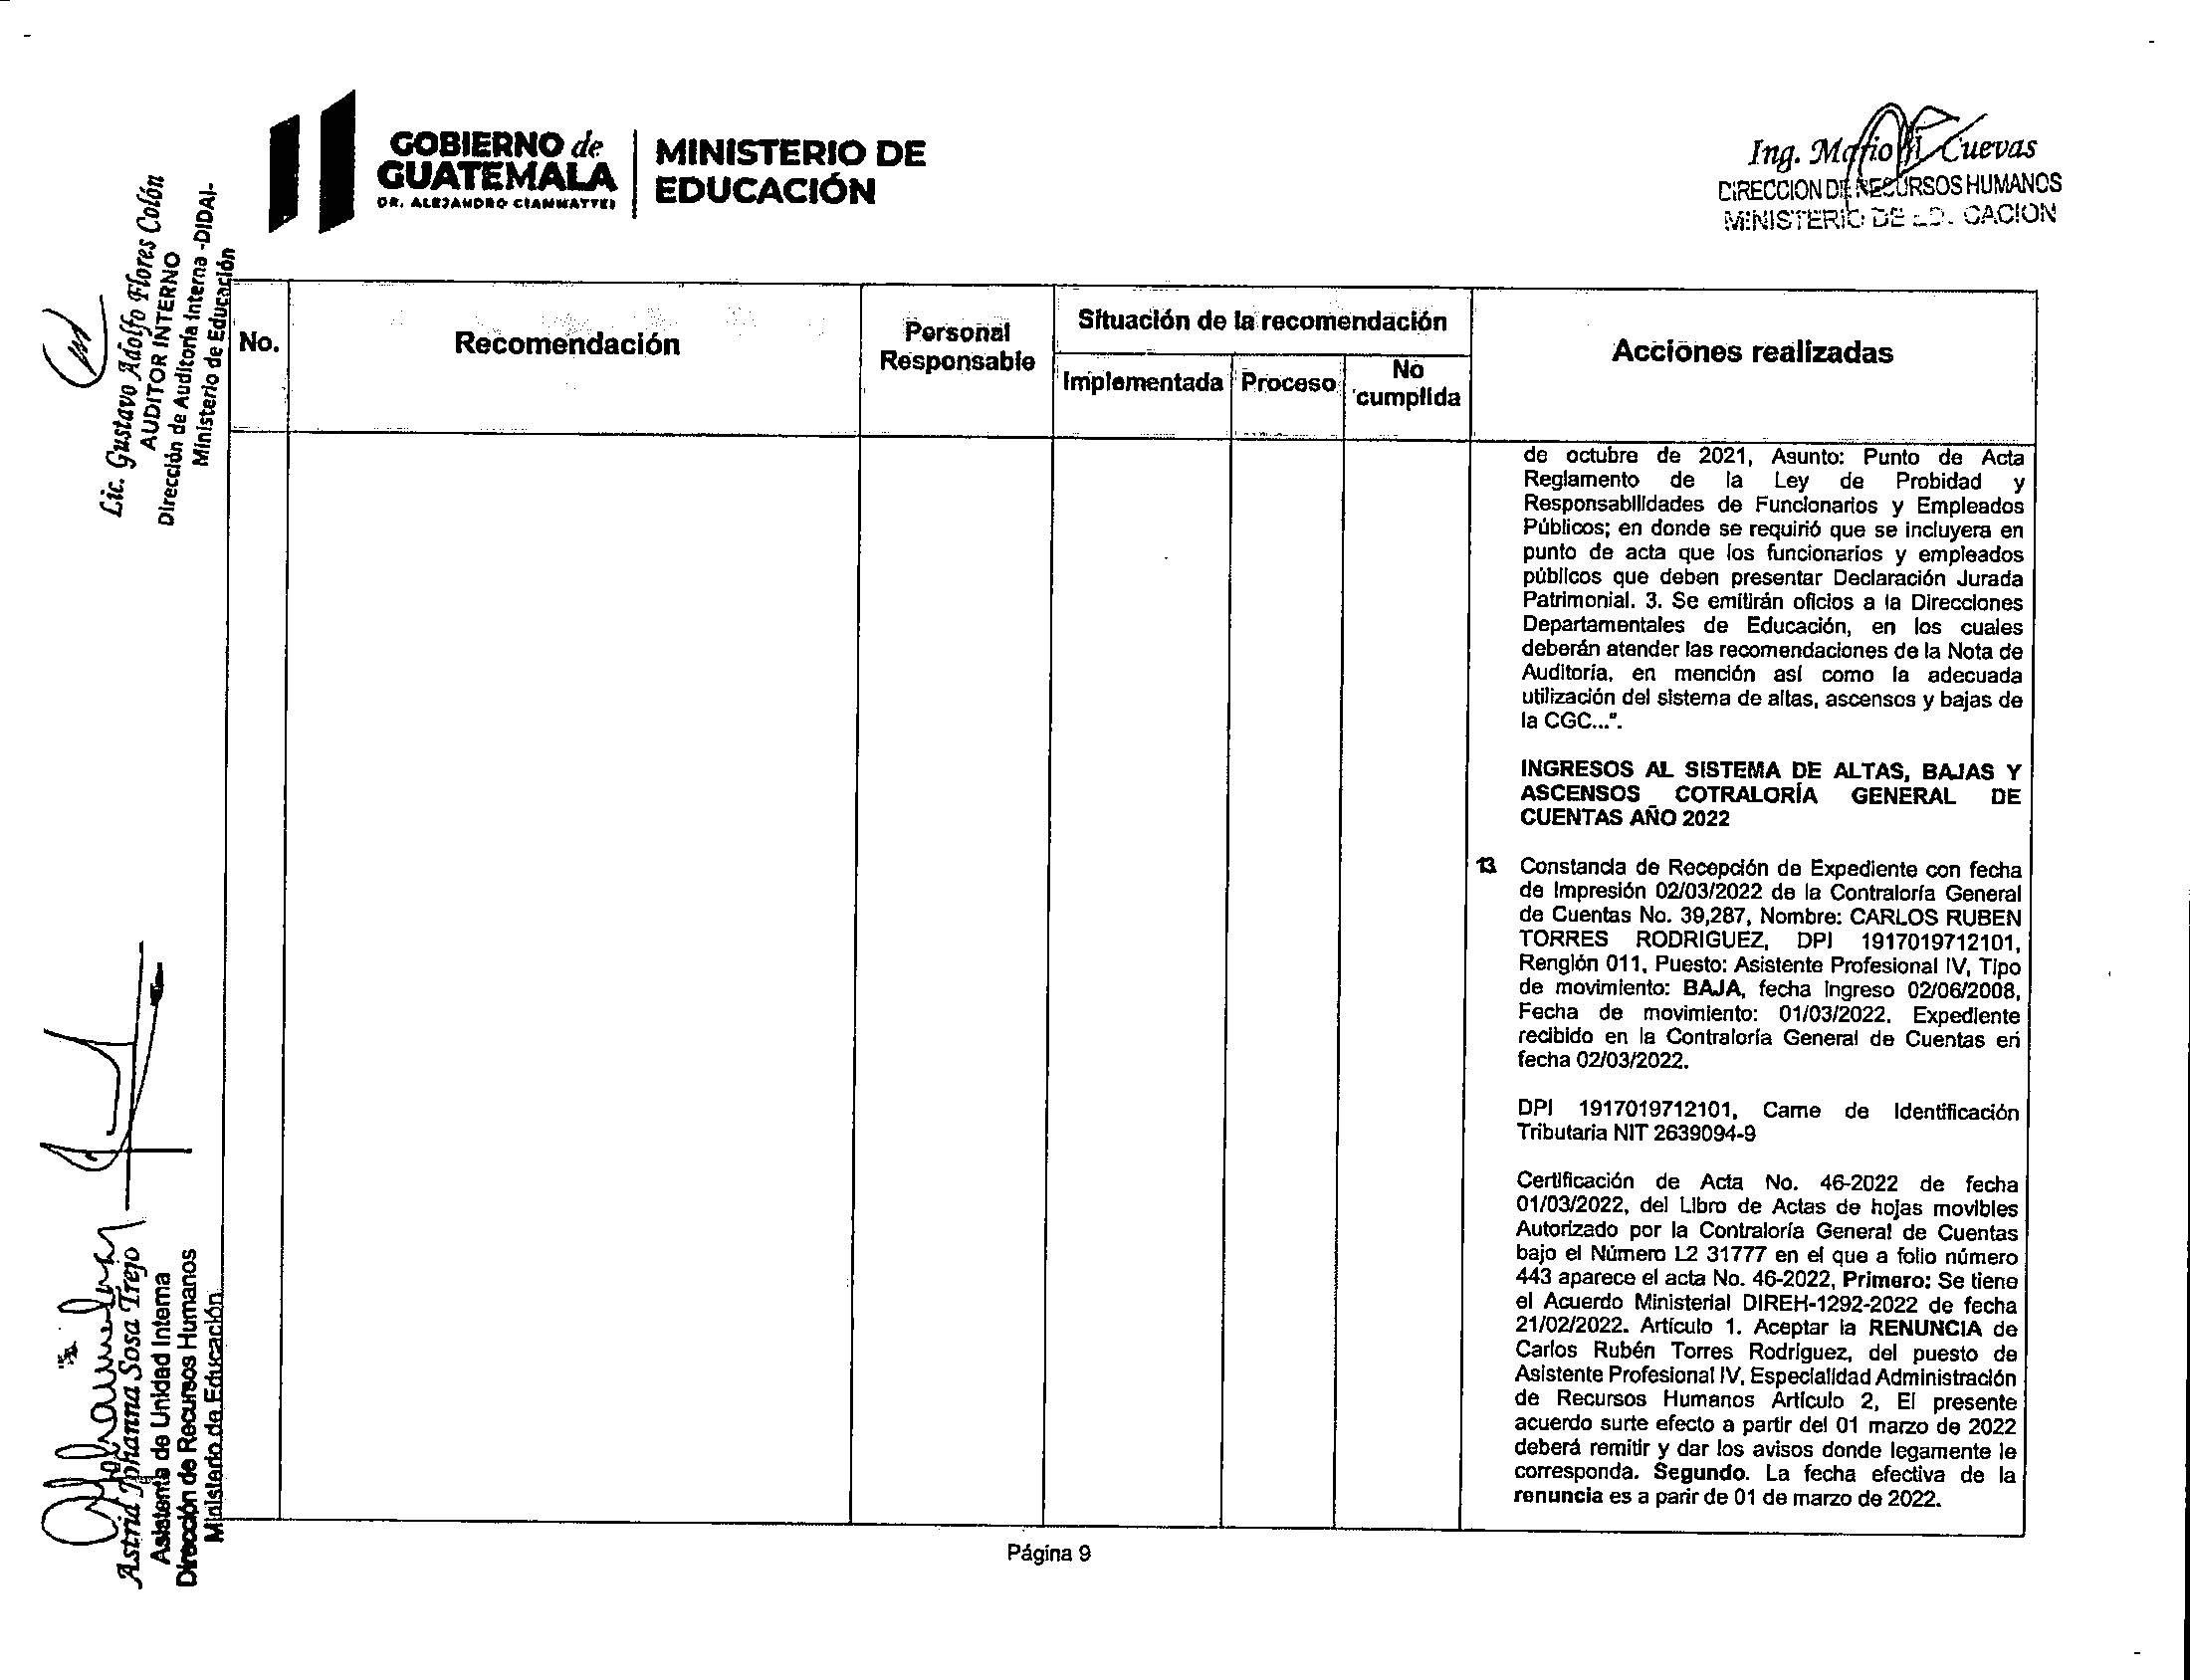 GOBIERNO de
GUATEMALA
DR. ALEJANDRO GIAMMATTEI
MINISTERIO DE
EDUCACIÓN
Ing. Mario Cuevas
DIRECCION DE RECURSOS HUMANOS
MINISTERIO DE
Lic. Gustavo Adolfo Flores Colón
AUDITOR INTERNO
Dirección de Auditoría Interna -DIDAI-
Ministerio de Educación
No.
Recomendación
Personal
Responsable
Situación de la recomendación
Implementada
Proceso
No
cumplida
Acciones realizadas
de octubre de 2021, Asunto: Punto de Acta
Reglamento de la Ley de Probidad y
Responsabilidades de Funcionarios y Empleados
Públicos; en donde se requirió que se incluyera en
punto de acta que los funcionarios y empleados
públicos que deben presentar Declaración Jurada
Patrimonial. 3. Se emitirán oficios a la Direcciones
Departamentales de Educación, en los cuales
deberán atender las recomendaciones de la Nota de
Auditoría, en mención así como la adecuada
utilización del sistema de altas, ascensos y bajas de
la CGC...".
INGRESOS AL SISTEMA DE ALTAS, BAJAS Y
ASCENSOS _ COTRALORÍA GENERAL DE
CUENTAS AÑO 2022
13 Constancia de Recepción de Expediente con fecha
de Impresión 02/03/2022 de la Contraloría General
de Cuentas No. 39,287, Nombre: CARLOS RUBEN
TORRES RODRIGUEZ, DPI 1917019712101,
Renglón 011, Puesto: Asistente Profesional IV, Tipo
de movimiento: BAJA, fecha Ingreso 02/06/2008,
Fecha de movimiento: 01/03/2022. Expediente
recibido en la Contraloría General de Cuentas en
fecha 02/03/2022.
DPI 1917019712101, Carne de Identificación
Tributaria NIT 2639094-9
Certificación de Acta No. 46-2022 de fecha
01/03/2022, del Libro de Actas de hojas movibles
Autorizado por la Contraloría General de Cuentas
bajo el Número L2 31777 en el que a folio número
443 aparece el acta No. 46-2022, Primero: Se tiene
el Acuerdo Ministerial DIREH-1292-2022 de fecha
21/02/2022. Artículo 1. Aceptar la RENUNCIA de
Carlos Rubén Torres Rodríguez, del puesto de
Asistente Profesional IV, Especialidad Administración
de Recursos Humanos Artículo 2, El presente
acuerdo surte efecto a partir del 01 marzo de 2022
deberá remitir y dar los avisos donde legamente le
corresponda. Segundo. La fecha efectiva de la
renuncia es a parir de 01 de marzo de 2022.
Astrid Johanna Sosa Trejo
Asistente de Unidad Interna
Dirección de Recursos Humanos
Ministerio de Educación
Página 9